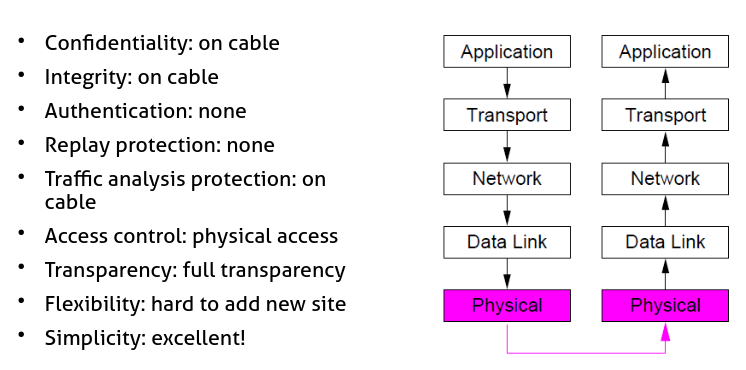 • Confidentiality: on cable
• Integrity: on cable
• Authentication: none
• Replay protection: none
• Traffic analysis protection: on
cable
• Access control: physical access
• Transparency: full transparency
• Flexibility: hard to add new site
• Simplicity: excellent!
Application Application
Transport Transport
Network Network
Data Link Data Link
Physical Physical